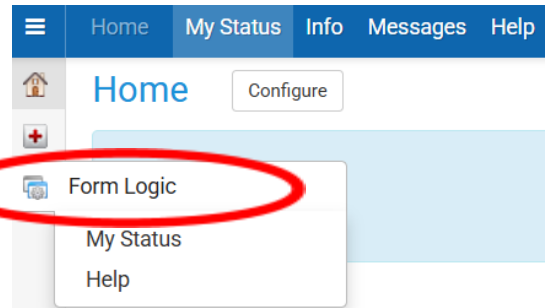 Home My Status Info Messages Help
Home Configure
Form Logic
My Status
Help